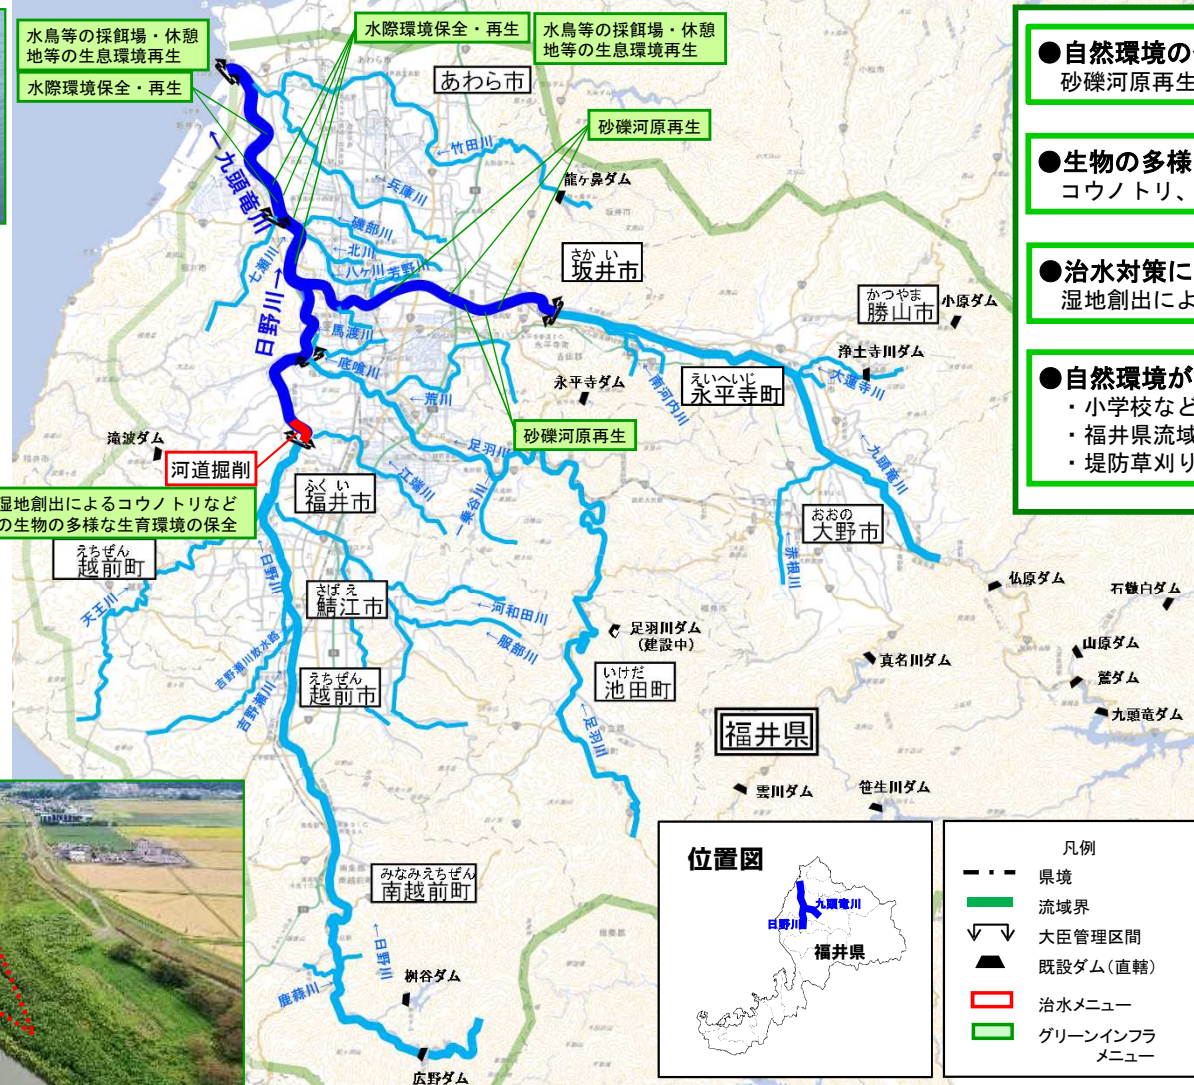 水鳥等の採餌場・休憩
地等の生息環境再生
水際環境保全・再生
水際環境保全・再生
水鳥等の採餌場・休憩
地等の生息環境再生
あわら市
砂礫河原再生
←竹田川
龍ヶ鼻ダム
←兵庫川
←九頭竜川
←磯部川
←北川
八ヶ川
芳野川
七瀬川→
さかい
坂井市
日野川→
馬渡川
←底喰川
←荒川
かつやま
勝山市
小原ダム
浄土寺川ダム
←大蓮寺川
えいへいじ
永平寺町
←南河内川
永平寺ダム
砂礫河原再生
←足羽川
←九頭竜川
滝波ダム
河道掘削
ふくい
福井市
←江端川
一乗谷川→
湿地創出によるコウノトリなど
の生物の多様な生育環境の保全
おおの
大野市
←赤根川
えちぜん
越前町
天王川→
←日野川
さばえ
鯖江市
←河和田川
←服部川
吉野瀬川放水路
吉野瀬川
えちぜん
越前市
足羽川ダム
(建設中)
いけだ
池田町
←足羽川
仏原ダム
石徹白ダム
山原ダム
鷲ダム
九頭竜ダム
真名川ダム
福井県
雲川ダム
笹生川ダム
みなみえちぜん
南越前町
←日野川
鹿蒜川→
桝谷ダム
広野ダム
●自然環境の
砂礫河原再生
●生物の多様
コウノトリ、
●治水対策に
湿地創出によ
●自然環境が
・小学校など
・福井県流域
・堤防草刈り
位置図
九頭竜川
日野川
福井県
凡例
県境
流域界
大臣管理区間
既設ダム(直轄)
治水メニュー
グリーンインフラ
メニュー